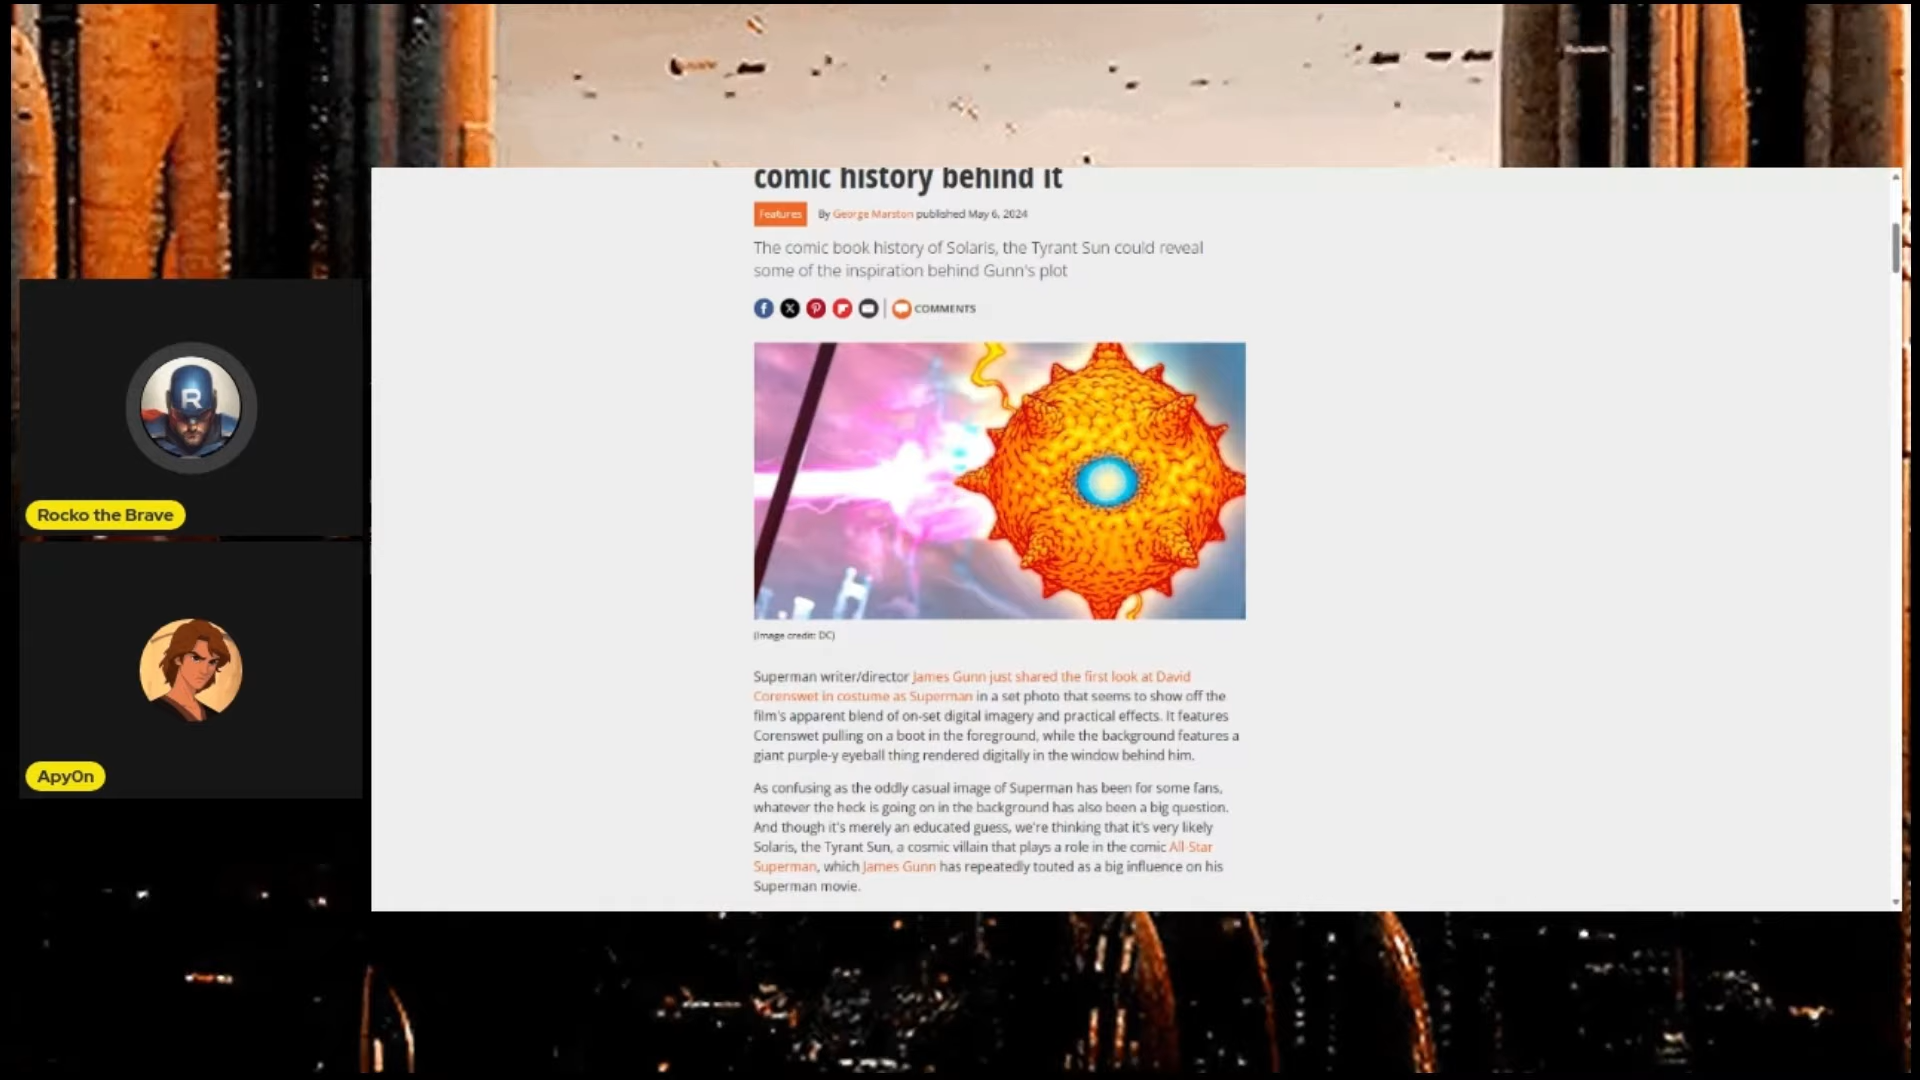 comic history behind it
Features By George Marston published May 6, 2024
The comic book history of Solaris, the Tyrant Sun could reveal
some of the inspiration behind Gunn's plot
COMMENTS
(Image credit: DC)
Superman writer/director James Gunn just shared the first look at David
Corenswet in costume as Superman in a set photo that seems to show off the
film's apparent blend of on-set digital imagery and practical effects. It features
Corenswet pulling on a boot in the foreground, while the background features a
giant purple-y eyeball thing rendered digitally in the window behind him.
As confusing as the oddly casual image of Superman has been for some fans,
whatever the heck is going on in the background has also been a big question.
And though it's merely an educated guess, we're thinking that it's very likely
Solaris, the Tyrant Sun, a cosmic villain that plays a role in the comic All-Star
Superman, which James Gunn has repeatedly touted as a big influence on his
Superman movie.
R
Rocko the Brave
Apy0n